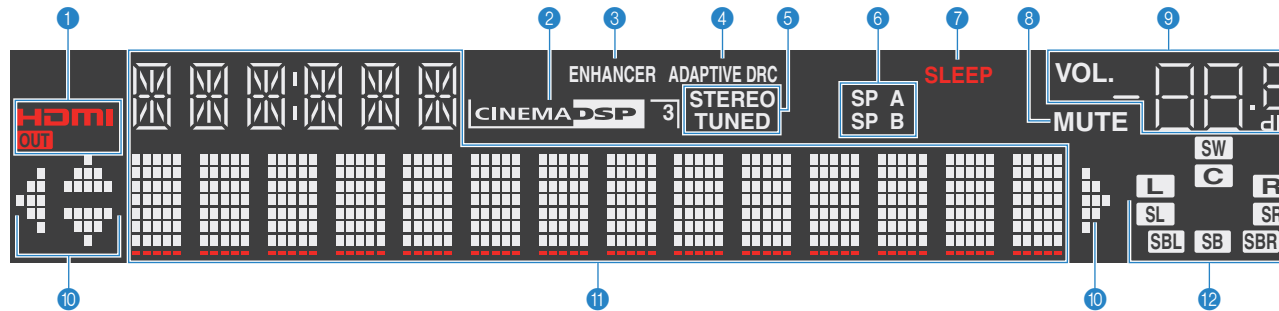 1 2 3 4 5 6 7 8 9
HDMI
OUT
ENHANCER ADAPTIVE DRC
CINEMA DSP 3
STEREO
TUNED
SP A
SP B
SLEEP
VOL.
MUTE
SW
L C R
SL
SBL SB SBR
10 11 10 12